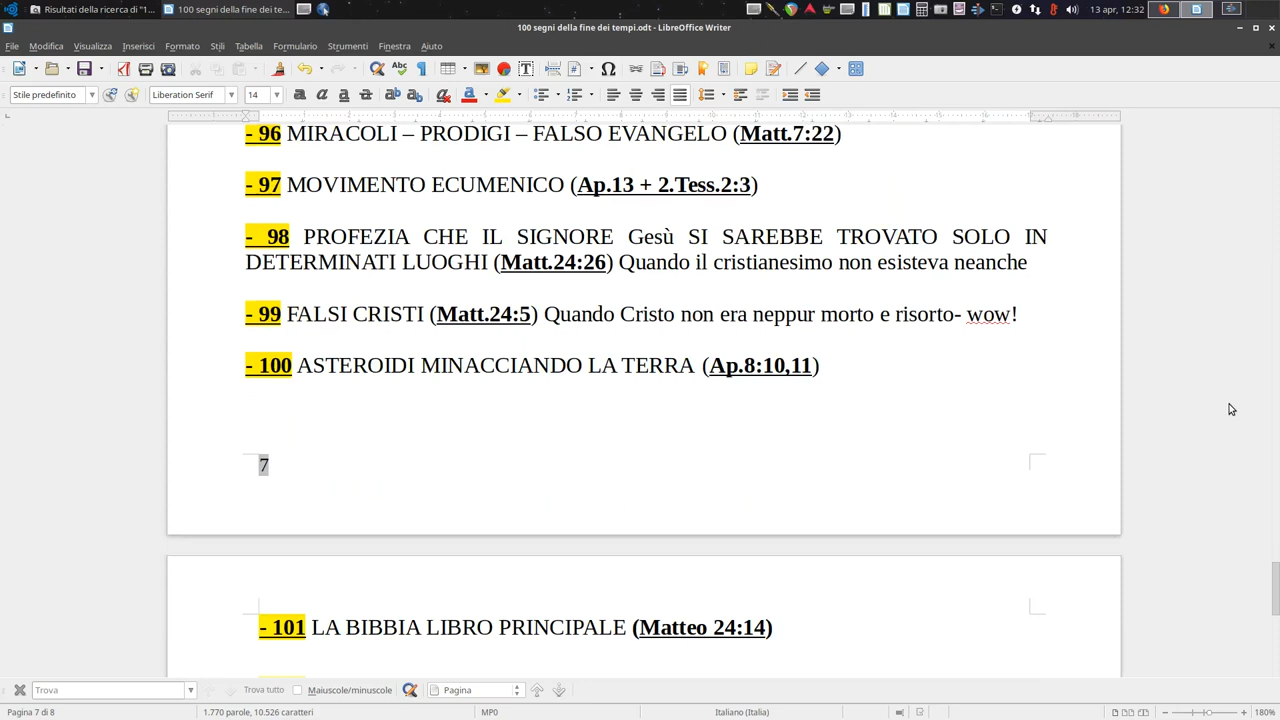 Risultati della ricerca di "1...
100 segni della fine dei te...
13 apr, 12:32
100 segni della fine dei tempi.odt - LibreOffice Writer
File Modifica Visualizza Inserisci Formato Stili Tabella Formulario Strumenti Finestra Aiuto
Stile predefinito Liberation Serif 14
- 96 MIRACOLI – PRODIGI – FALSO EVANGELO (Matt.7:22)
- 97 MOVIMENTO ECUMENICO (Ap.13 + 2.Tess.2:3)
- 98 PROFEZIA CHE IL SIGNORE Gesù SI SAREBBE TROVATO SOLO IN
DETERMINATI LUOGHI (Matt.24:26) Quando il cristianesimo non esisteva neanche
- 99 FALSI CRISTI (Matt.24:5) Quando Cristo non era neppur morto e risorto- wow!
- 100 ASTEROIDI MINACCIANDO LA TERRA (Ap.8:10,11)
7
- 101 LA BIBBIA LIBRO PRINCIPALE (Matteo 24:14)
Trova Trova tutto Maiuscole/minuscole Pagina
Pagina 7 di 8 1.770 parole, 10.526 caratteri MP0 Italiano (Italia) 180%